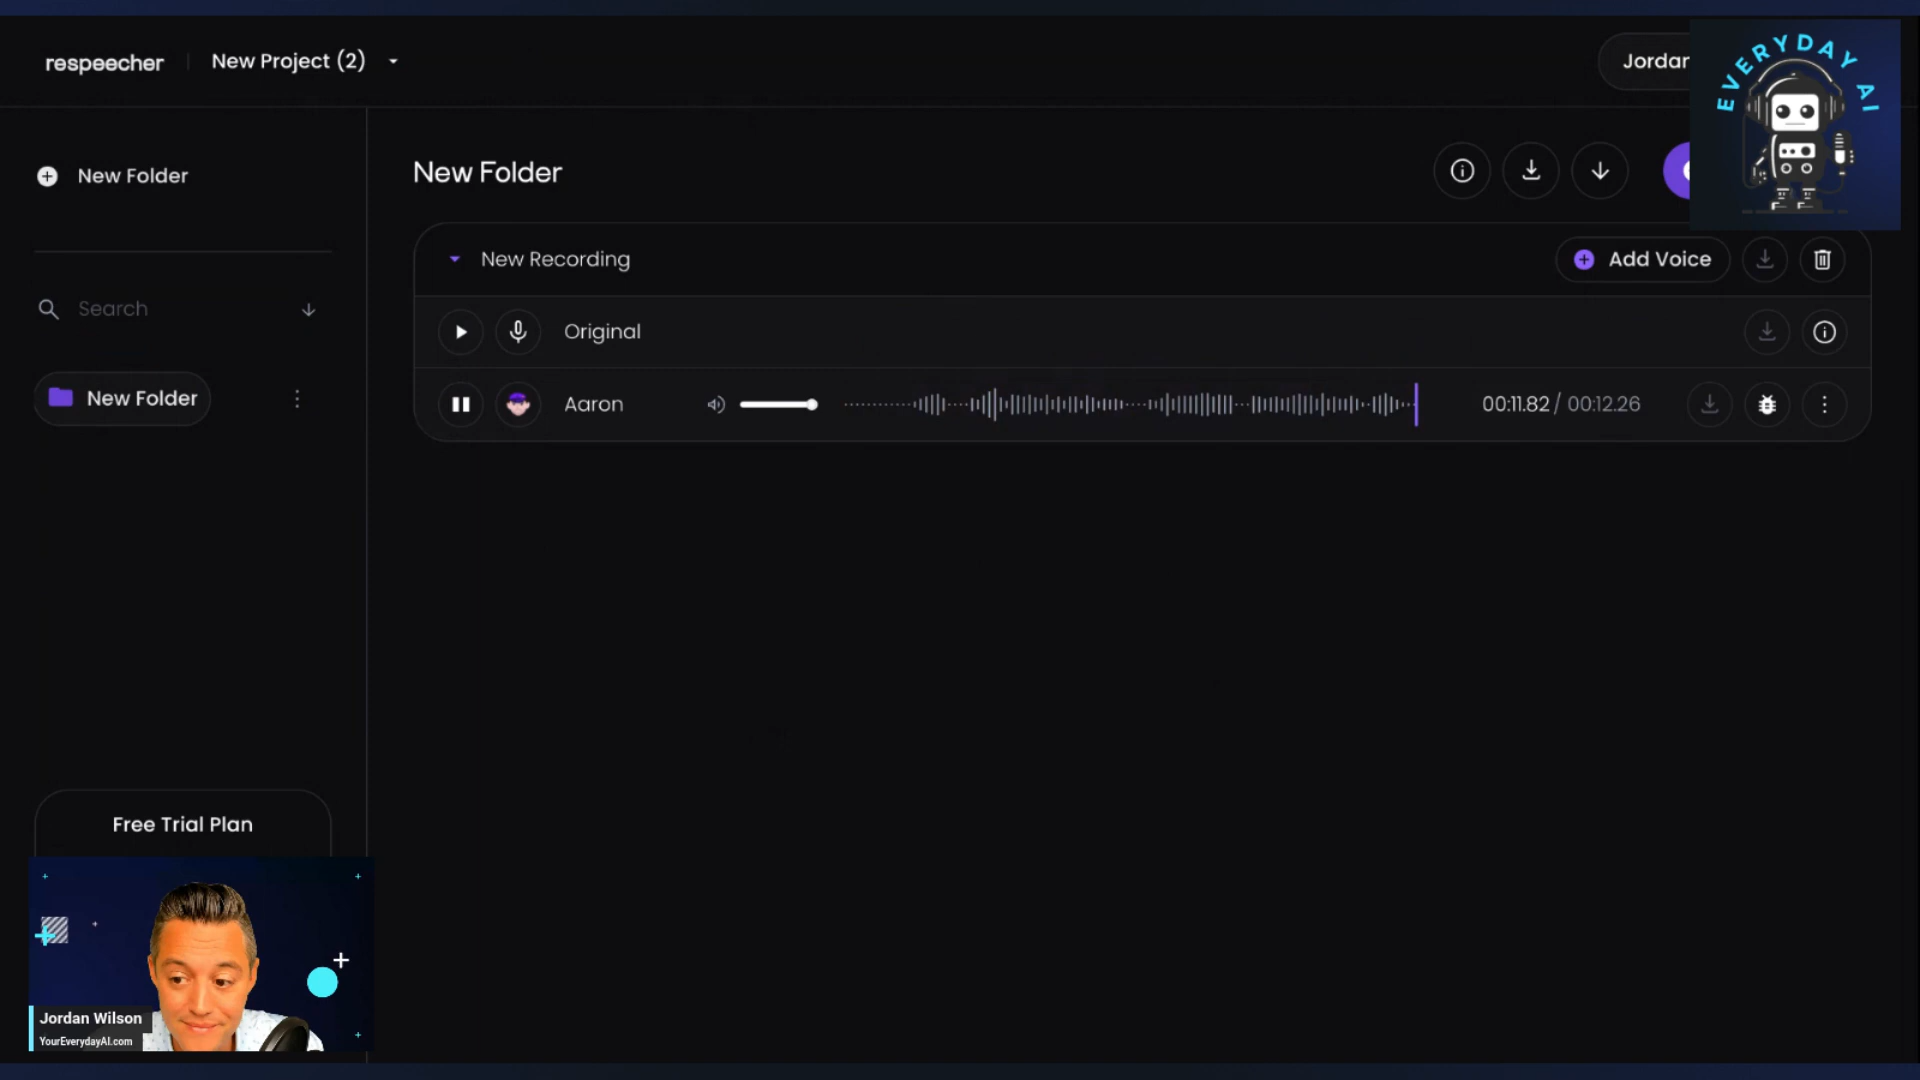 respeecher
New Project (2)
Jordan
EVERYDAY AI
New Folder
New Folder
New Recording
Add Voice
Search
Original
New Folder
Aaron
00:11.82 / 00:12.26
Free Trial Plan
Jordan Wilson
YourEverydayAI.com